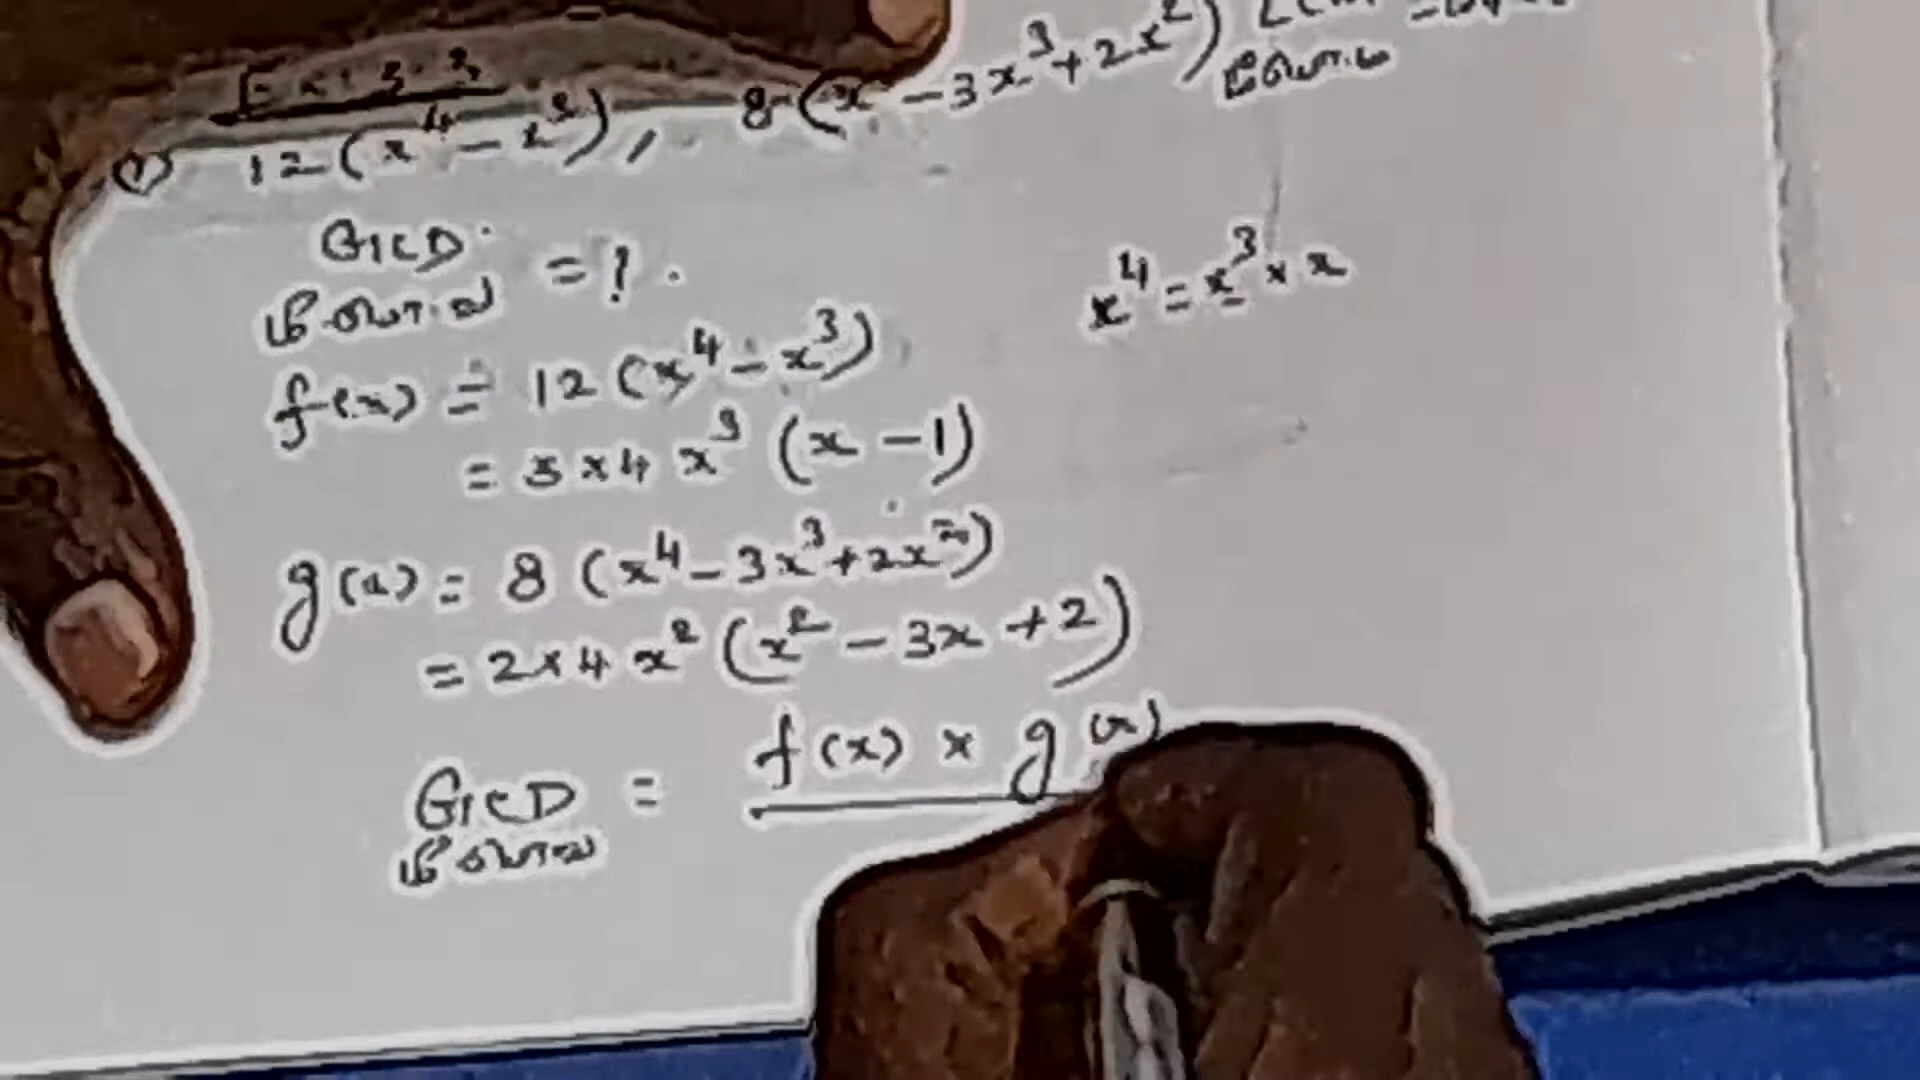 ① 12(x⁴ - x³), 8(x⁴ - 3x³ + 2x²)
GCD = ?
மீ.பொ.வ
x⁴ = x³ × x
f(x) = 12 (x⁴ - x³)
= 3 × 4 x³ (x - 1)
g(x) = 8 (x⁴ - 3x³ + 2x²)
= 2 × 4 x² (x² - 3x + 2)
GCD = f(x) × g(x)
மீ.பொ.வ